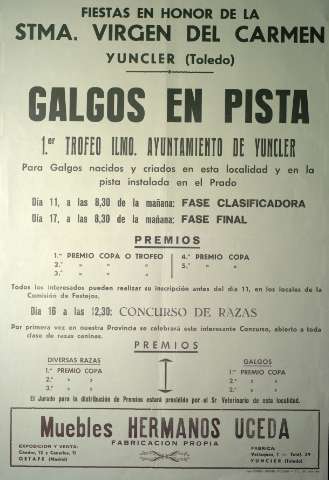 FIESTAS EN HONOR DE LA
STMA. VIRGEN DEL CARMEN
YUNCLER (Toledo)
GALGOS EN PISTA
1.er TROFEO ILMO. AYUNTAMIENTO DE YUNCLER
Para Galgos nacidos y criados en esta localidad y en la
pista instalada en el Prado
Día 11, a las 8,30 de la mañana: FASE CLASIFICADORA
Día 17, a las 8,30 de la mañana: FASE FINAL
PREMIOS
1.er PREMIO COPA O TROFEO 4.º PREMIO COPA
2.º » » » 5.º » »
3.º » » »
Todos los interesados pueden realizar su inscripción antes del día 11, en los locales de la
Comisión de Festejos.
Día 16 a las 12,30: CONCURSO DE RAZAS
Por primera vez en nuestra Provincia se celebrará este interesante Concurso, abierto a toda
clase de razas caninas.
PREMIOS
DIVERSAS RAZAS GALGOS
1.er PREMIO COPA 1.er PREMIO COPA
2.º » » 2.º » »
3.º » » 3.º » »
El Jurado para la distribución de Premios estará presidido por el Sr Veterinario de esta localidad.
Muebles HERMANOS UCEDA
FABRICACION PROPIA
EXPOSICION Y VENTA:
GETAFE (Madrid)
FABRICA:
Velazquez, 1 - Telef. 29
YUNCLER (Toledo)